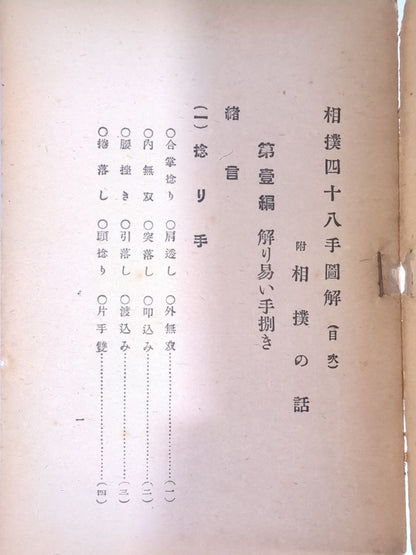 相撲四十八手圖解（目次）
附 相撲の話
第壹編 解り易い手捌き
緒言
（一）捻り手
○合掌捻り ○肩透し ○外無双…………（一）
○内無双 ○突落し ○叩込み…………（二）
○腰挫き ○引落し ○渡込み…………（三）
○捲落し ○頭捻り ○片手雙…………（四）
一